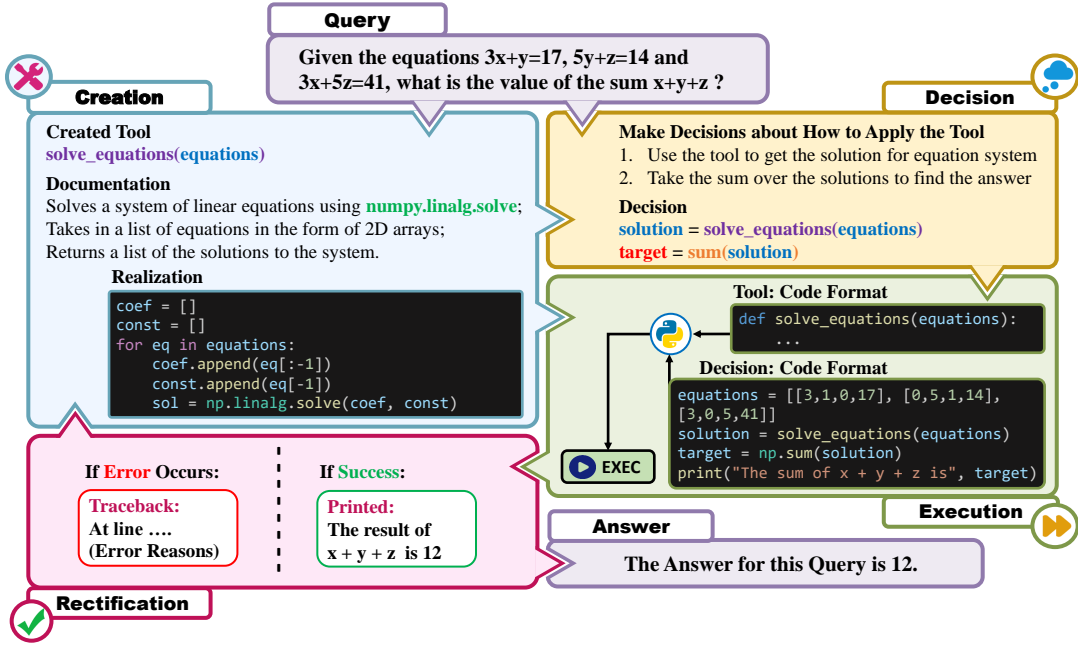 Query
Given the equations 3x+y=17, 5y+z=14 and
3x+5z=41, what is the value of the sum x+y+z ?
Creation
Created Tool
solve_equations(equations)
Documentation
Solves a system of linear equations using numpy.linalg.solve;
Takes in a list of equations in the form of 2D arrays;
Returns a list of the solutions to the system.
Realization
coef = []
const = []
for eq in equations:
    coef.append(eq[:-1])
    const.append(eq[-1])
    sol = np.linalg.solve(coef, const)
Decision
Make Decisions about How to Apply the Tool
1. Use the tool to get the solution for equation system
2. Take the sum over the solutions to find the answer
Decision
solution = solve_equations(equations)
target = sum(solution)
Tool: Code Format
def solve_equations(equations):
    ...
Decision: Code Format
equations = [[3,1,0,17], [0,5,1,14],
[3,0,5,41]]
solution = solve_equations(equations)
target = np.sum(solution)
print("The sum of x + y + z is", target)
EXEC
Execution
If Error Occurs:
Traceback:
At line ....
(Error Reasons)
If Success:
Printed:
The result of
x + y + z is 12
Rectification
Answer
The Answer for this Query is 12.